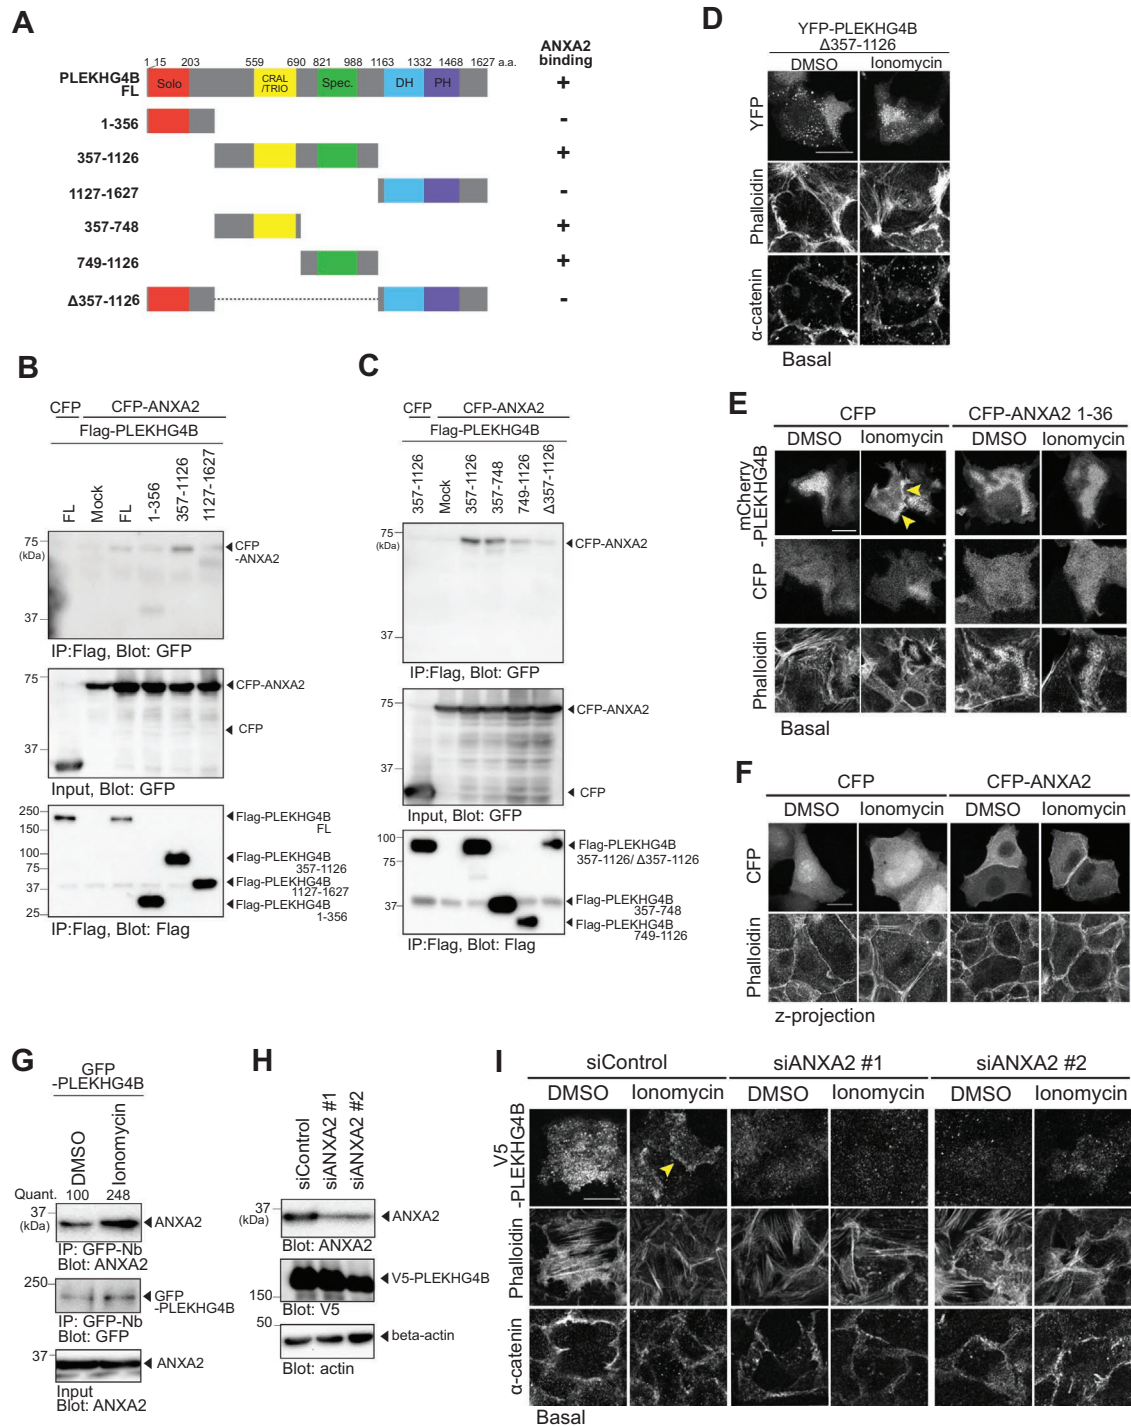 A
1 15 203 559 690 821 988 1163 1332 1468 1627 a.a.
ANXA2
binding
PLEKHG4B
FL
Solo
CRAL
/TRIO
Spec.
DH
PH
+
1-356
-
357-1126
+
1127-1627
-
357-748
+
749-1126
+
Δ357-1126
-
B
CFP
CFP-ANXA2
Flag-PLEKHG4B
FL
Mock
FL
1-356
357-1126
1127-1627
75
(kDa)
37
CFP
-ANXA2
IP:Flag, Blot: GFP
75
37
CFP-ANXA2
CFP
Input, Blot: GFP
250
150
100
75
37
25
Flag-PLEKHG4B
FL
Flag-PLEKHG4B
357-1126
Flag-PLEKHG4B
1127-1627
Flag-PLEKHG4B
1-356
IP:Flag, Blot: Flag
C
CFP
CFP-ANXA2
Flag-PLEKHG4B
357-1126
Mock
357-1126
357-748
749-1126
Δ357-1126
75
(kDa)
37
CFP-ANXA2
IP:Flag, Blot: GFP
75
37
CFP-ANXA2
CFP
Input, Blot: GFP
100
75
37
Flag-PLEKHG4B
357-1126/ Δ357-1126
Flag-PLEKHG4B
357-748
Flag-PLEKHG4B
749-1126
IP:Flag, Blot: Flag
D
YFP-PLEKHG4B
Δ357-1126
DMSO Ionomycin
YFP
Phalloidin
α-catenin
Basal
E
CFP
CFP-ANXA2 1-36
DMSO Ionomycin DMSO Ionomycin
mCherry
-PLEKHG4B
CFP
Phalloidin
Basal
F
CFP
CFP-ANXA2
DMSO Ionomycin DMSO Ionomycin
CFP
Phalloidin
z-projection
G
GFP
-PLEKHG4B
DMSO
Ionomycin
Quant. 100 248
37
(kDa)
ANXA2
IP: GFP-Nb
Blot: ANXA2
250
GFP
-PLEKHG4B
IP: GFP-Nb
Blot: GFP
37
ANXA2
Input
Blot: ANXA2
H
siControl
siANXA2 #1
siANXA2 #2
37
(kDa)
ANXA2
Blot: ANXA2
V5-PLEKHG4B
150
Blot: V5
50
beta-actin
Blot: actin
I
siControl
siANXA2 #1
siANXA2 #2
DMSO Ionomycin DMSO Ionomycin DMSO Ionomycin
V5
-PLEKHG4B
Phalloidin
α-catenin
Basal